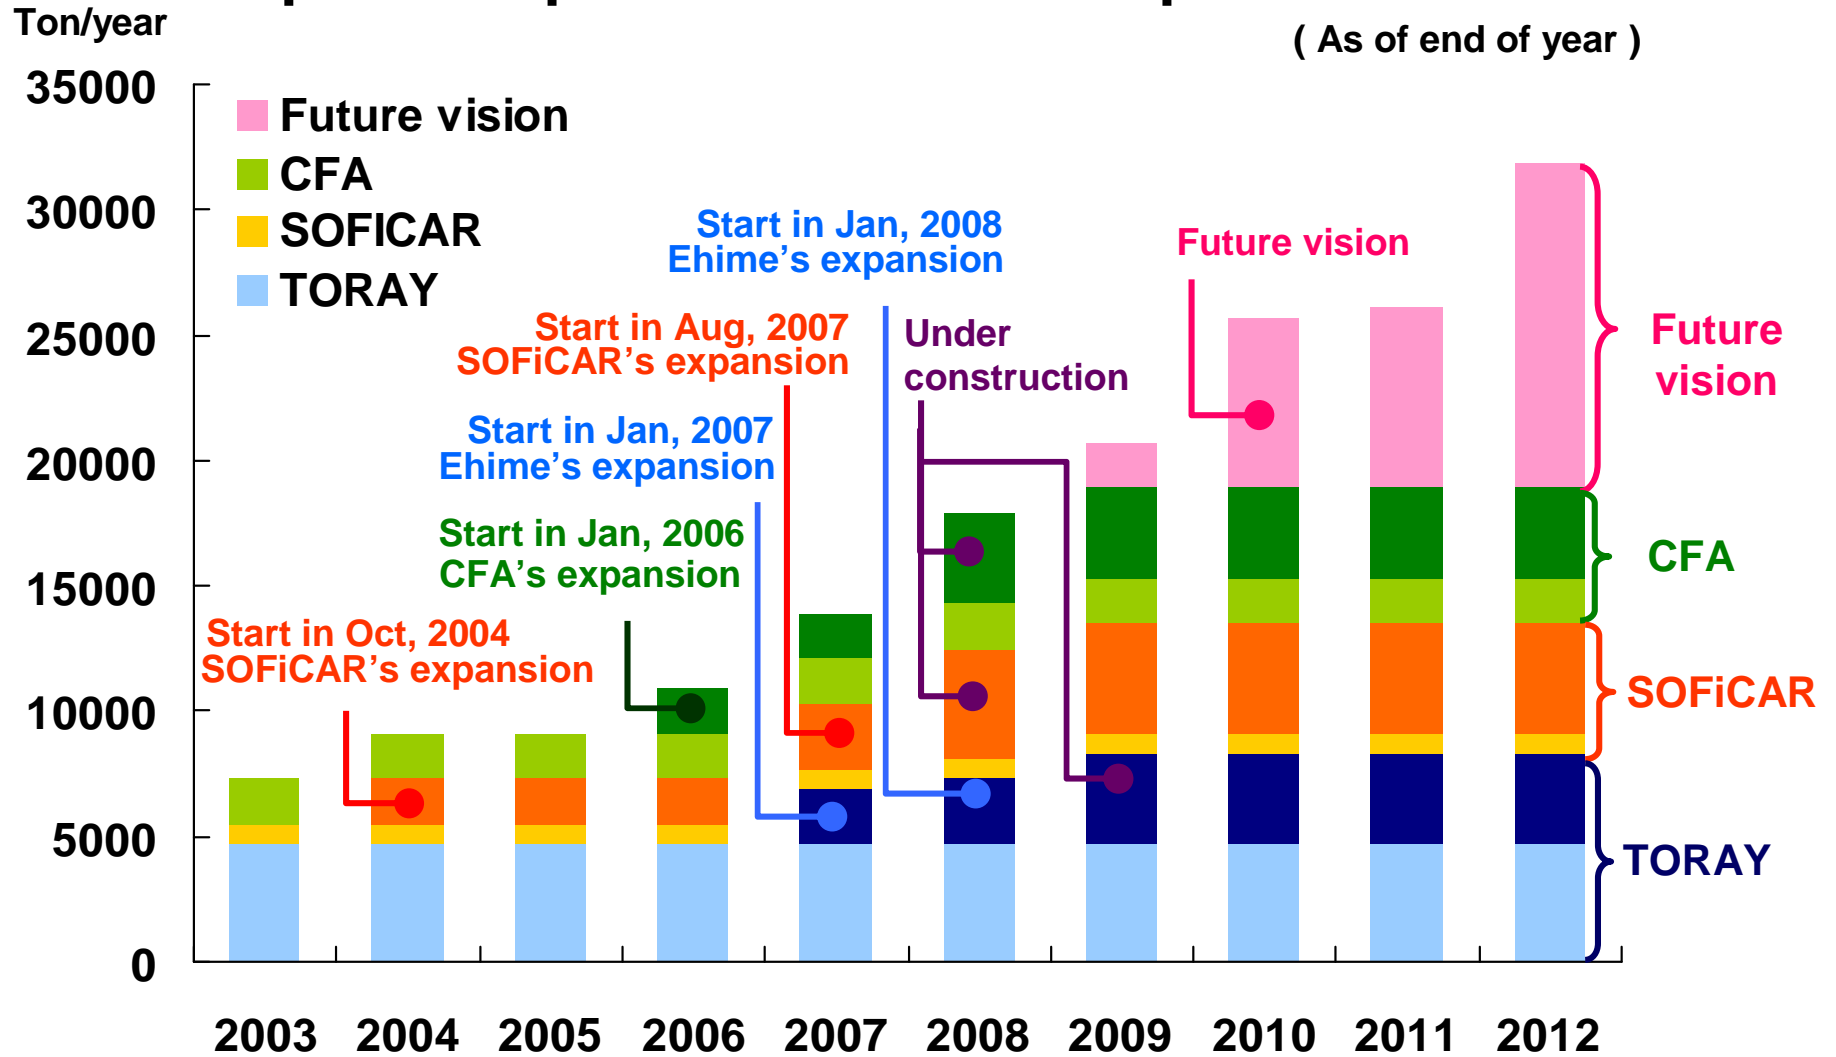 Ton/year
( As of end of year )
35000
30000
25000
20000
15000
10000
5000
0
Future vision
CFA
SOFICAR
TORAY
Start in Jan, 2008
Ehime’s expansion
Future vision
Start in Aug, 2007
SOFiCAR’s expansion
Under
construction
Start in Jan, 2007
Ehime’s expansion
Start in Jan, 2006
CFA’s expansion
Start in Oct, 2004
SOFiCAR’s expansion
Future
vision
CFA
SOFiCAR
TORAY
2003 2004 2005 2006 2007 2008 2009 2010 2011 2012